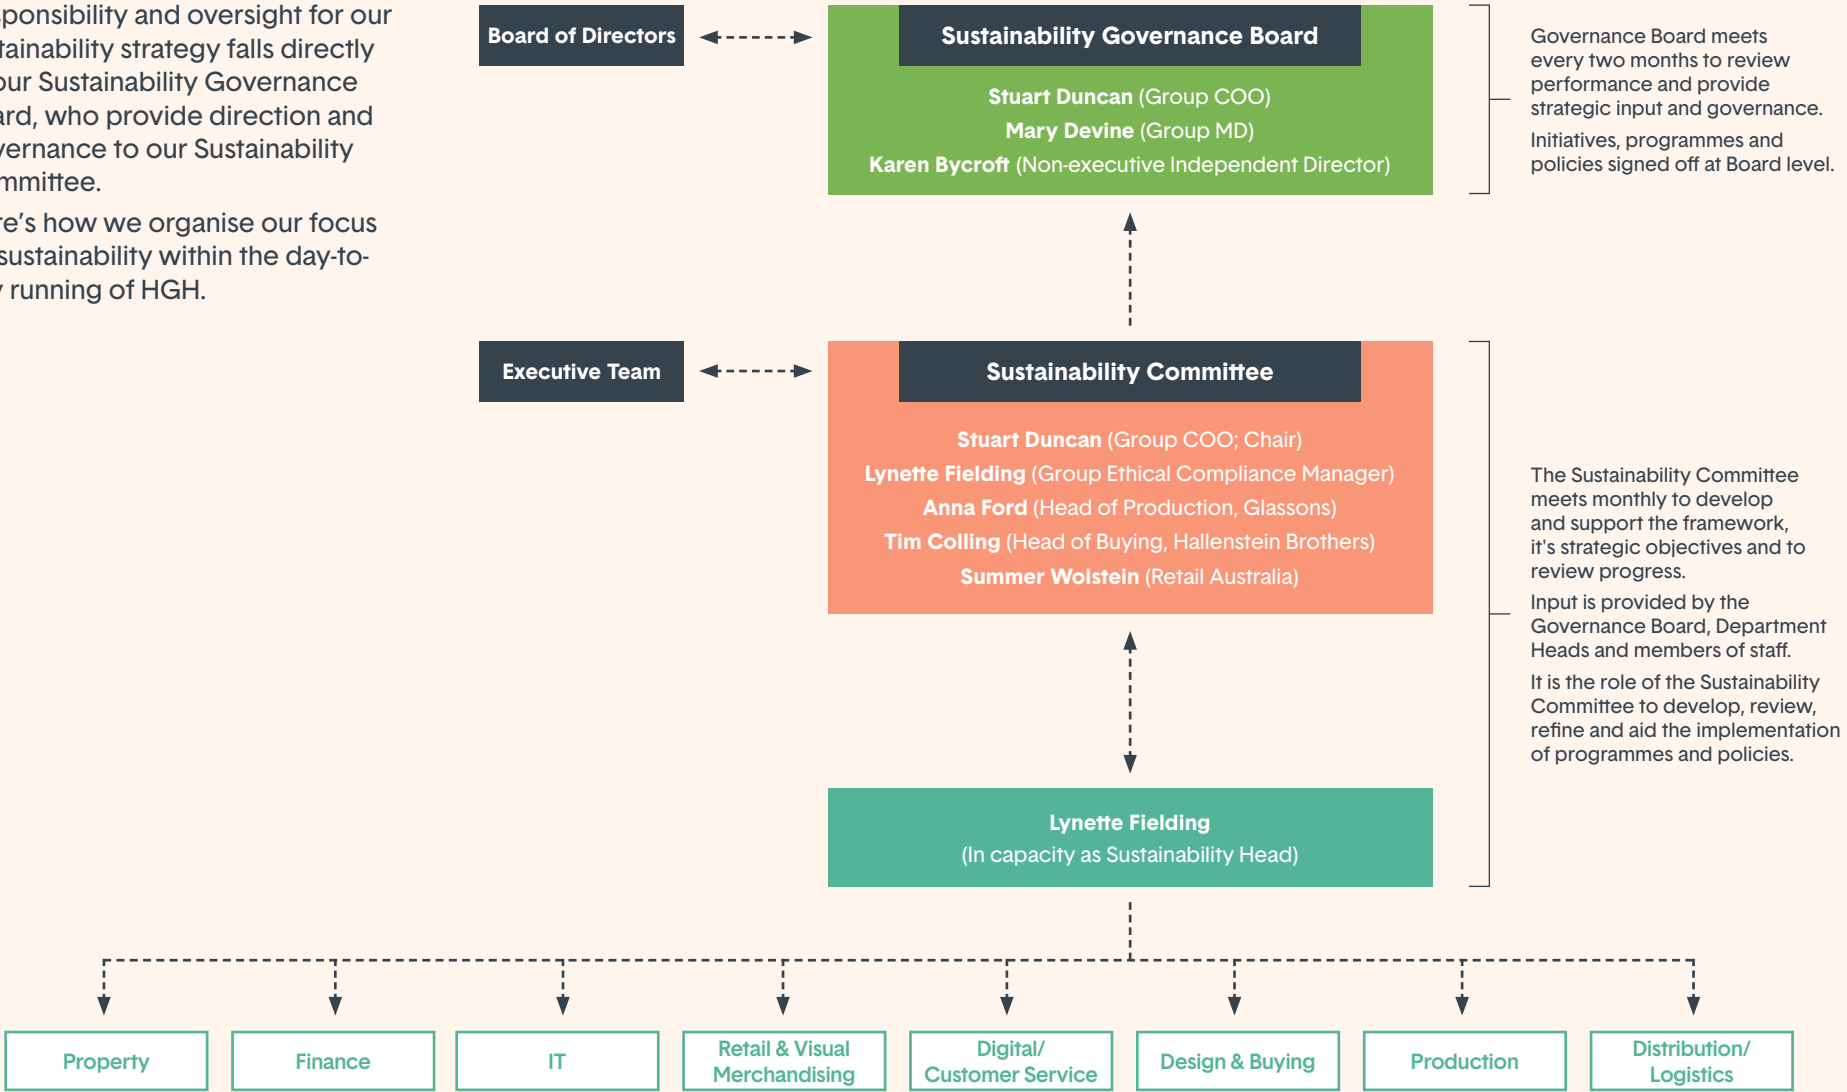 sponsibility and oversight for our
tainability strategy falls directly
our Sustainability Governance
ard, who provide direction and
vernance to our Sustainability
mmittee.
re's how we organise our focus
sustainability within the day-to-
y running of HGH.
Board of Directors
Sustainability Governance Board
Stuart Duncan (Group COO)
Mary Devine (Group MD)
Karen Bycroft (Non-executive Independent Director)
Governance Board meets
every two months to review
performance and provide
strategic input and governance.
Initiatives, programmes and
policies signed off at Board level.
Executive Team
Sustainability Committee
Stuart Duncan (Group COO; Chair)
Lynette Fielding (Group Ethical Compliance Manager)
Anna Ford (Head of Production, Glassons)
Tim Colling (Head of Buying, Hallenstein Brothers)
Summer Wolstein (Retail Australia)
The Sustainability Committee
meets monthly to develop
and support the framework,
it's strategic objectives and to
review progress.
Input is provided by the
Governance Board, Department
Heads and members of staff.
It is the role of the Sustainability
Committee to develop, review,
refine and aid the implementation
of programmes and policies.
Lynette Fielding
(In capacity as Sustainability Head)
Property
Finance
IT
Retail & Visual
Merchandising
Digital/
Customer Service
Design & Buying
Production
Distribution/
Logistics